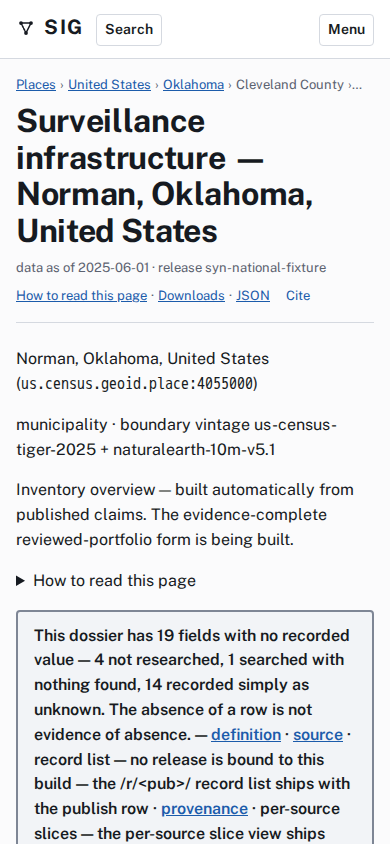 SIG
Search
Menu
Places › United States › Oklahoma › Cleveland County ›...
Surveillance
infrastructure —
Norman, Oklahoma,
United States
data as of 2025-06-01 · release syn-national-fixture
How to read this page · Downloads · JSON Cite
Norman, Oklahoma, United States
(us.census.geoid.place:4055000)
municipality · boundary vintage us-census-
tiger-2025 + naturalearth-10m-v5.1
Inventory overview — built automatically from
published claims. The evidence-complete
reviewed-portfolio form is being built.
▶ How to read this page
This dossier has 19 fields with no recorded
value — 4 not researched, 1 searched with
nothing found, 14 recorded simply as
unknown. The absence of a row is not
evidence of absence. — definition · source ·
record list — no release is bound to this
build — the /r/<pub>/ record list ships with
the publish row · provenance · per-source
slices — the per-source slice view ships